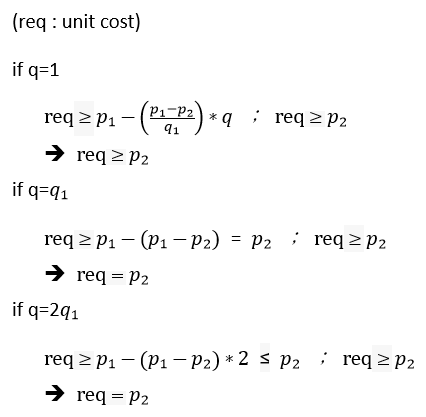 (req : unit cost)
if q=1
req ≥ p₁ − (p₁−p₂/q₁) * q ; req ≥ p₂
➔ req ≥ p₂
if q=q₁
req ≥ p₁ − (p₁ − p₂) = p₂ ; req ≥ p₂
➔ req = p₂
if q=2q₁
req ≥ p₁ − (p₁ − p₂) * 2 ≤ p₂ ; req ≥ p₂
➔ req = p₂